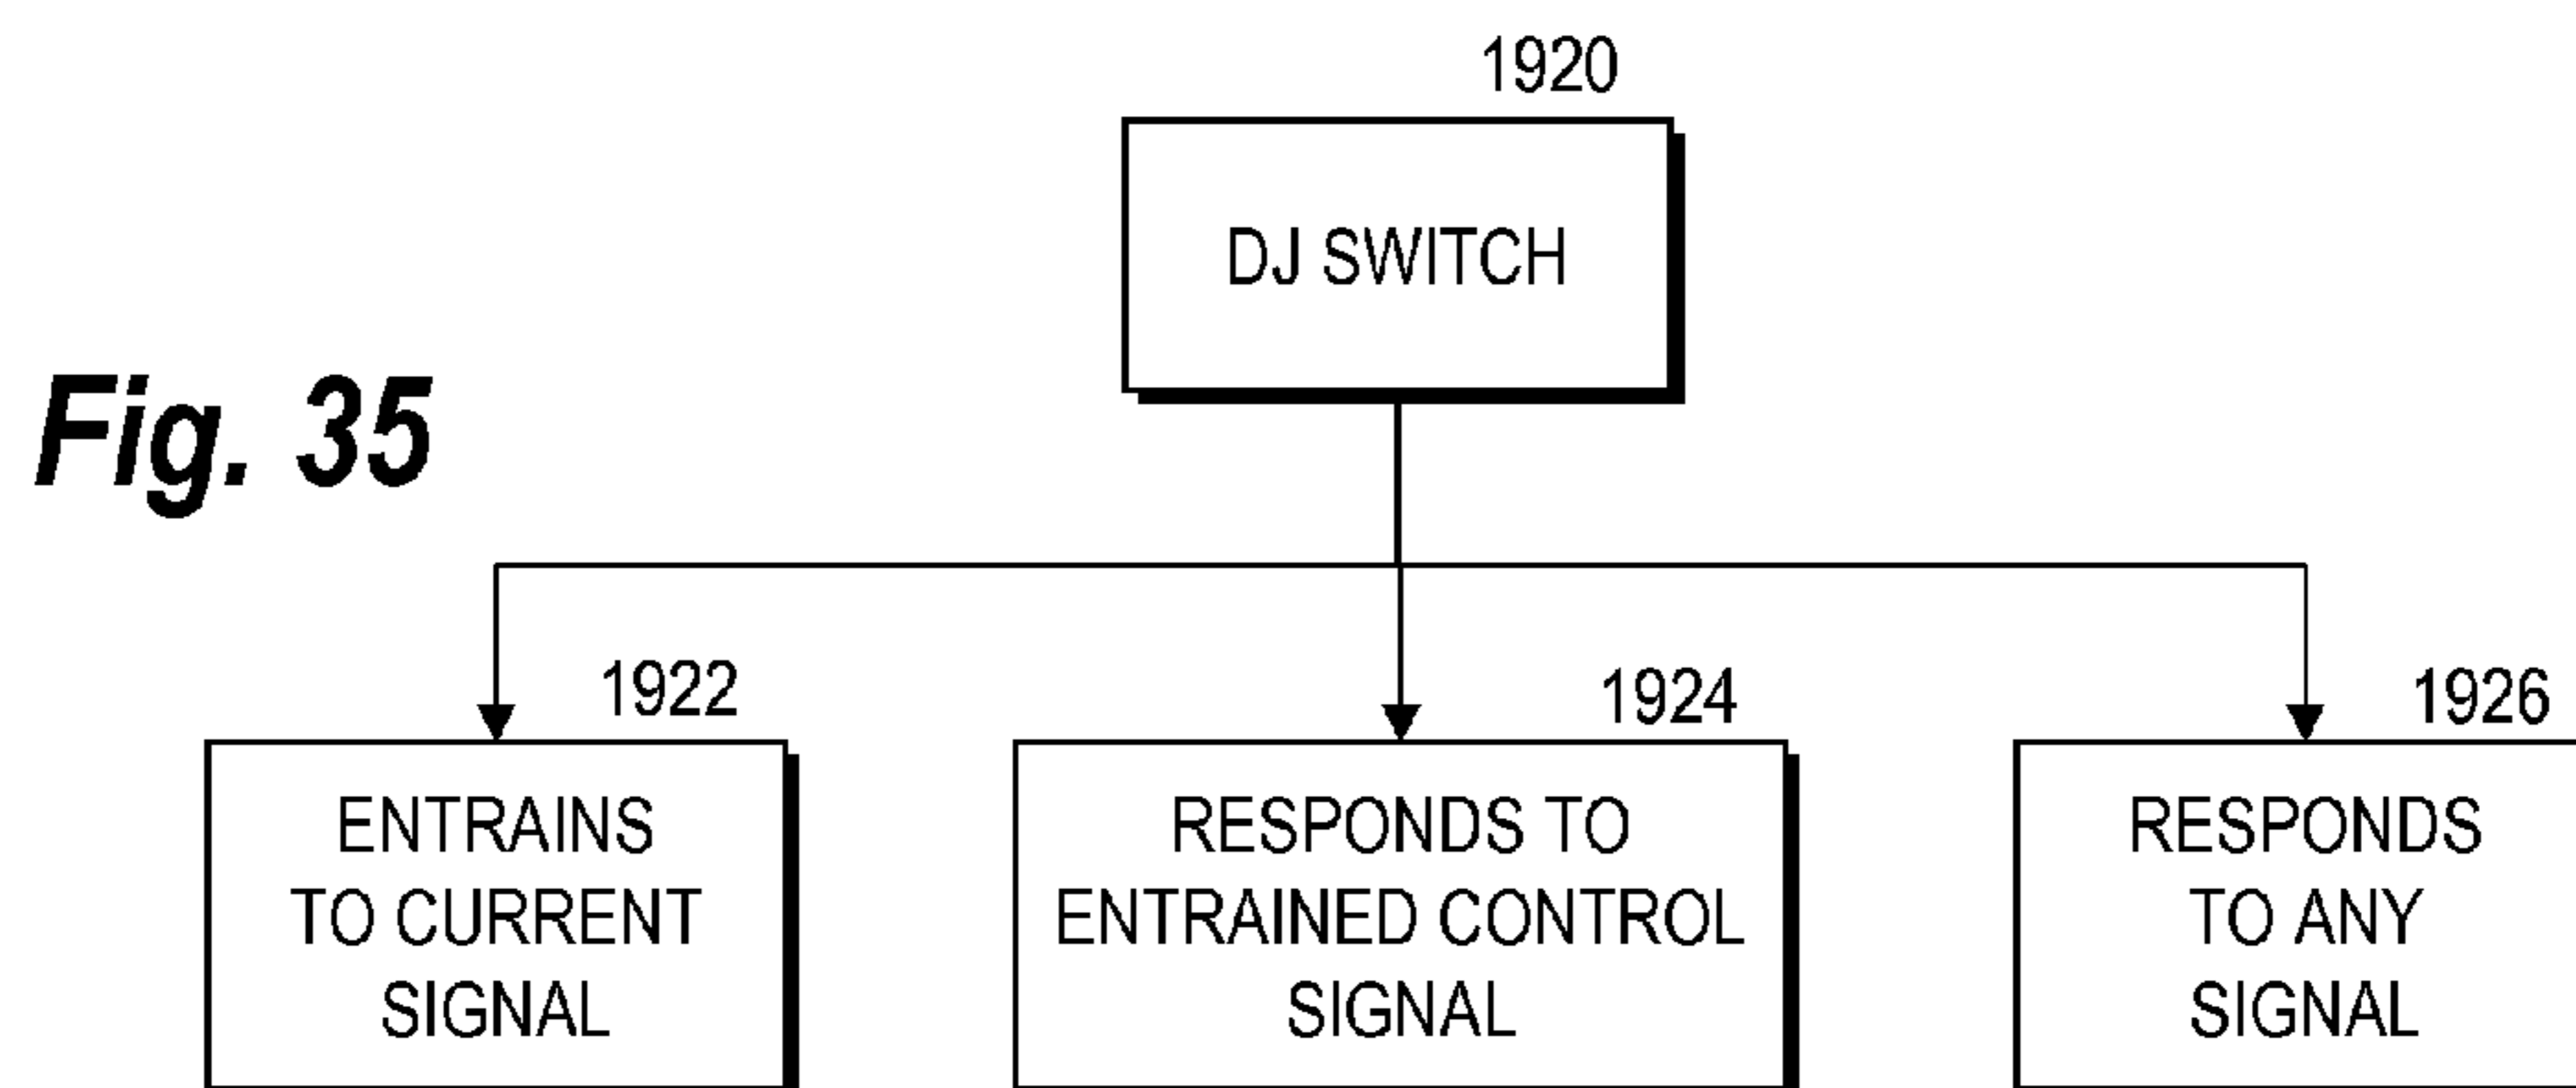 1920
DJ SWITCH
Fig. 35
1922
1924
1926
ENTRAINS
TO CURRENT
SIGNAL
RESPONDS TO
ENTRAINED CONTROL
SIGNAL
RESPONDS
TO ANY
SIGNAL